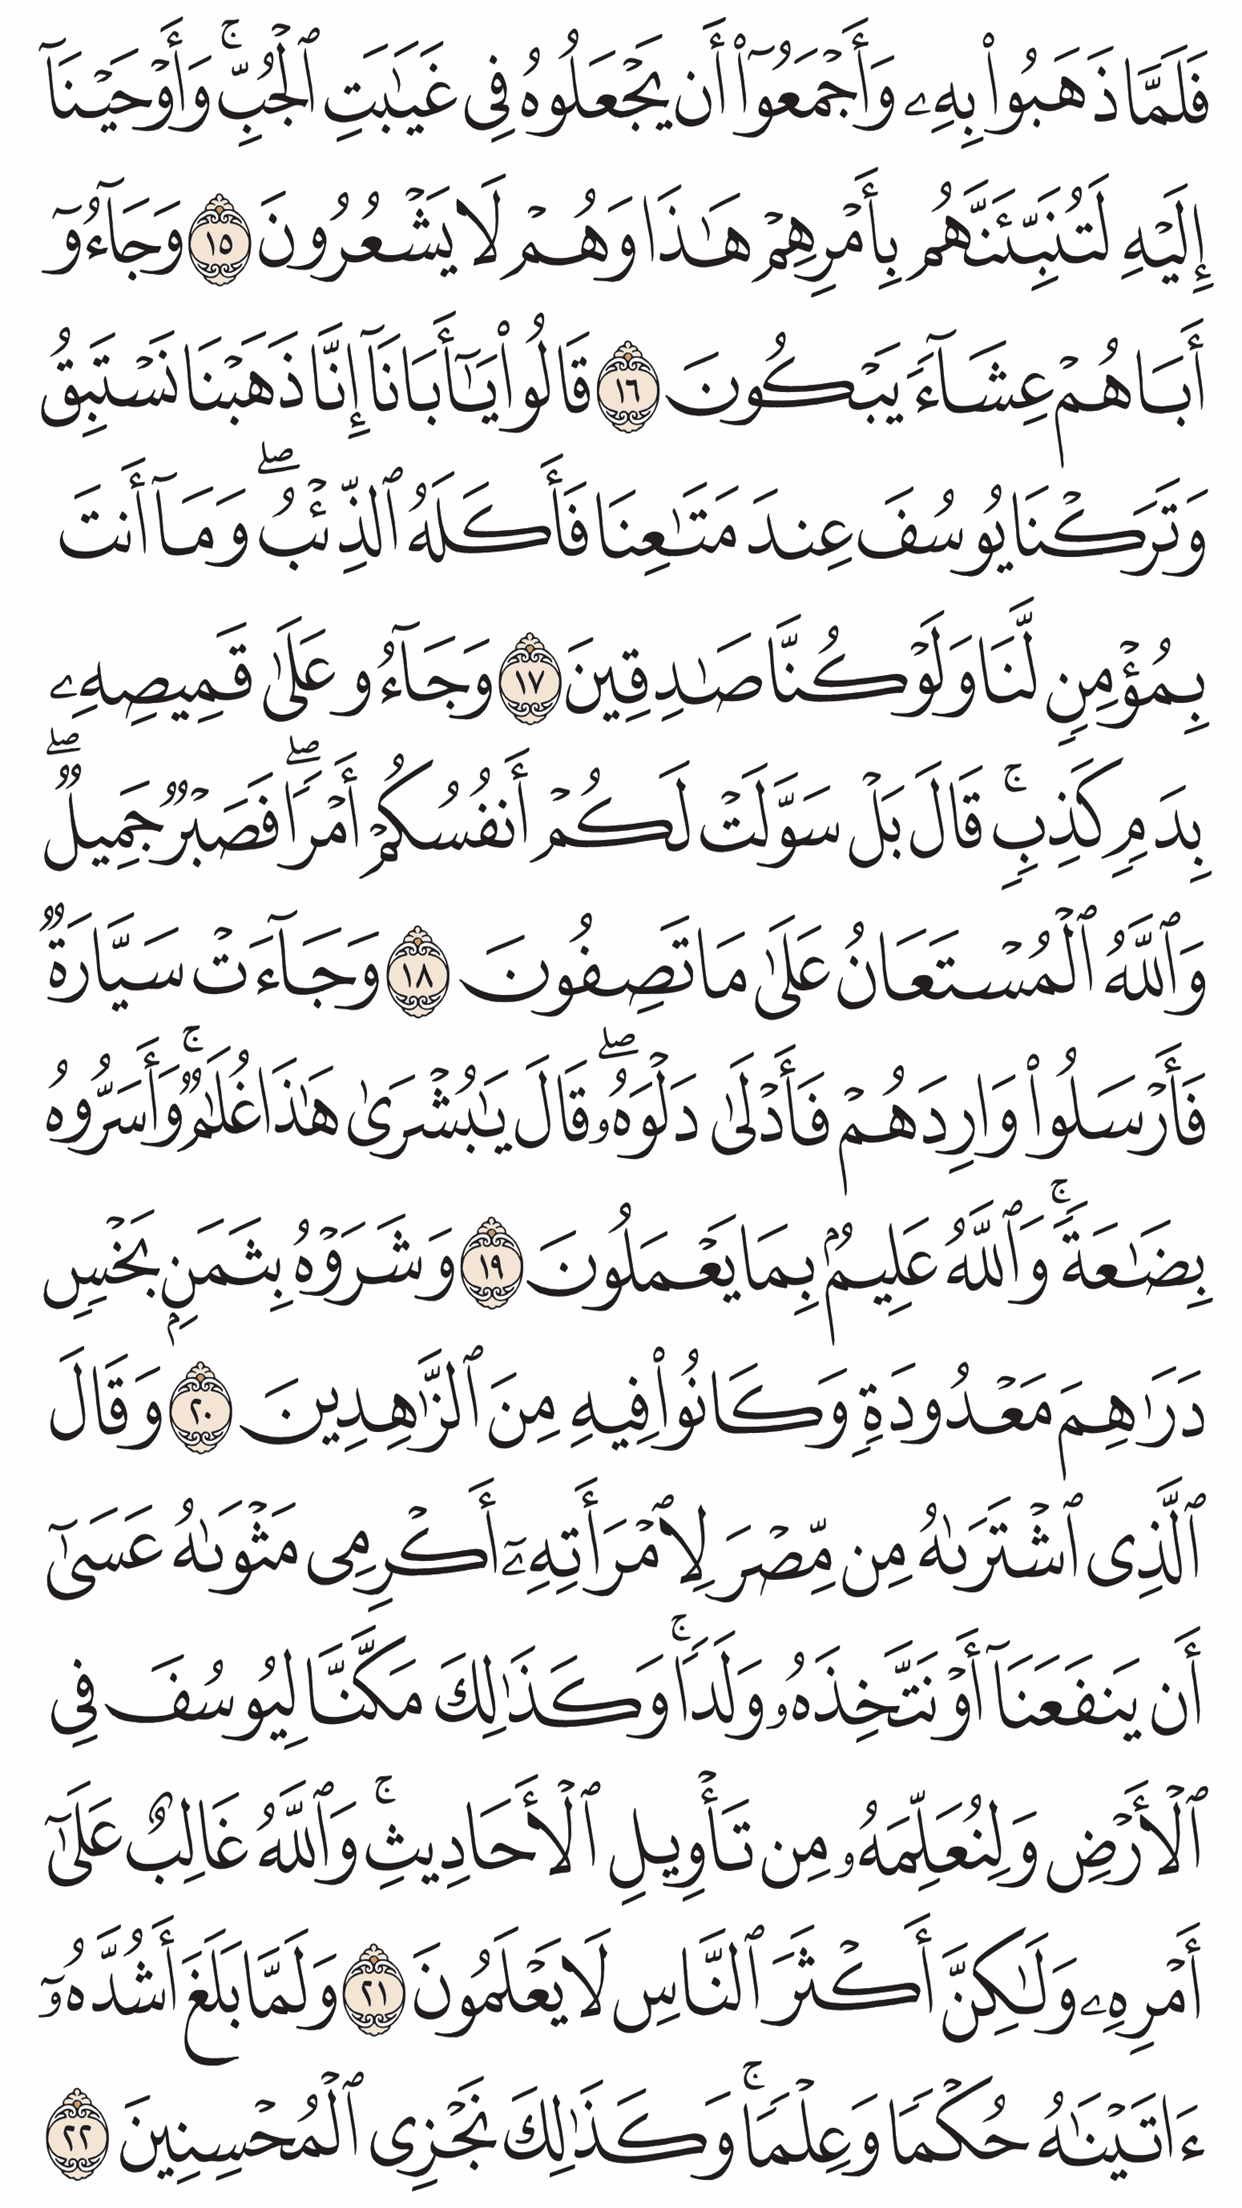 فَلَمَّا ذَهَبُوا۟ بِهِۦ وَأَجْمَعُوٓا۟ أَن يَجْعَلُوهُ فِى غَيَـٰبَتِ ٱلْجُبِّ ۚ وَأَوْحَيْنَآ
إِلَيْهِ لَتُنَبِّئَنَّهُم بِأَمْرِهِمْ هَـٰذَا وَهُمْ لَا يَشْعُرُونَ ١٥ وَجَآءُوٓ
أَبَاهُمْ عِشَآءً يَبْكُونَ ١٦ قَالُوا۟ يَـٰٓأَبَانَآ إِنَّا ذَهَبْنَا نَسْتَبِقُ
وَتَرَكْنَا يُوسُفَ عِندَ مَتَـٰعِنَا فَأَكَلَهُ ٱلذِّئْبُ ۖ وَمَآ أَنتَ
بِمُؤْمِنٍ لَّنَا وَلَوْ كُنَّا صَـٰدِقِينَ ١٧ وَجَآءُو عَلَىٰ قَمِيصِهِۦ
بِدَمٍ كَذِبٍ ۚ قَالَ بَلْ سَوَّلَتْ لَكُمْ أَنفُسُكُمْ أَمْرًا ۖ فَصَبْرٌ جَمِيلٌ ۖ
وَٱللَّهُ ٱلْمُسْتَعَانُ عَلَىٰ مَا تَصِفُونَ ١٨ وَجَآءَتْ سَيَّارَةٌ
فَأَرْسَلُوا۟ وَارِدَهُمْ فَأَدْلَىٰ دَلْوَهُۥ ۖ قَالَ يَـٰبُشْرَىٰ هَـٰذَا غُلَـٰمٌ ۚ وَأَسَرُّوهُ
بِضَـٰعَةً ۚ وَٱللَّهُ عَلِيمٌۢ بِمَا يَعْمَلُونَ ١٩ وَشَرَوْهُ بِثَمَنٍۭ بَخْسٍ
دَرَٰهِمَ مَعْدُودَةٍ وَكَانُوا۟ فِيهِ مِنَ ٱلزَّٰهِدِينَ ٢٠ وَقَالَ
ٱلَّذِى ٱشْتَرَىٰهُ مِن مِّصْرَ لِٱمْرَأَتِهِۦٓ أَكْرِمِى مَثْوَىٰهُ عَسَىٰٓ
أَن يَنفَعَنَآ أَوْ نَتَّخِذَهُۥ وَلَدًا ۚ وَكَذَٰلِكَ مَكَّنَّا لِيُوسُفَ فِى
ٱلْأَرْضِ وَلِنُعَلِّمَهُۥ مِن تَأْوِيلِ ٱلْأَحَادِيثِ ۚ وَٱللَّهُ غَالِبٌ عَلَىٰٓ
أَمْرِهِۦ وَلَـٰكِنَّ أَكْثَرَ ٱلنَّاسِ لَا يَعْلَمُونَ ٢١ وَلَمَّا بَلَغَ أَشُدَّهُۥٓ
ءَاتَيْنَـٰهُ حُكْمًا وَعِلْمًا ۚ وَكَذَٰلِكَ نَجْزِى ٱلْمُحْسِنِينَ ٢٢